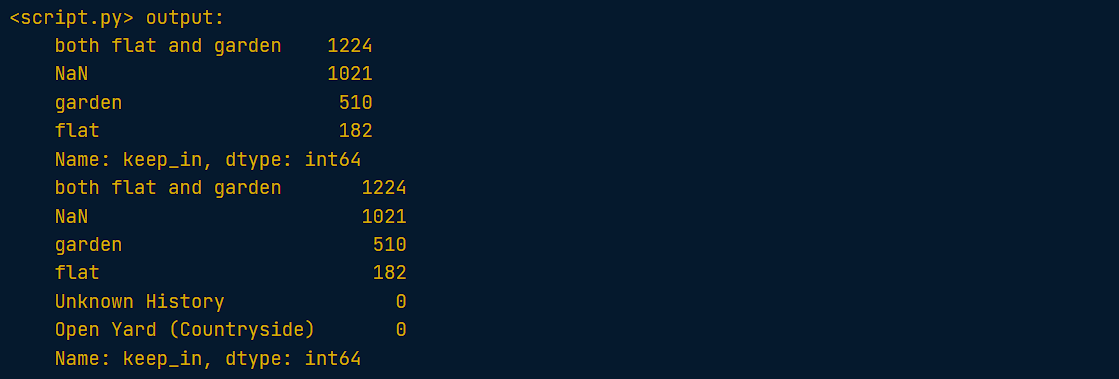 <script.py> output:
both flat and garden    1224
NaN                     1021
garden                   510
flat                     182
Name: keep_in, dtype: int64
both flat and garden       1224
NaN                        1021
garden                      510
flat                        182
Unknown History               0
Open Yard (Countryside)       0
Name: keep_in, dtype: int64